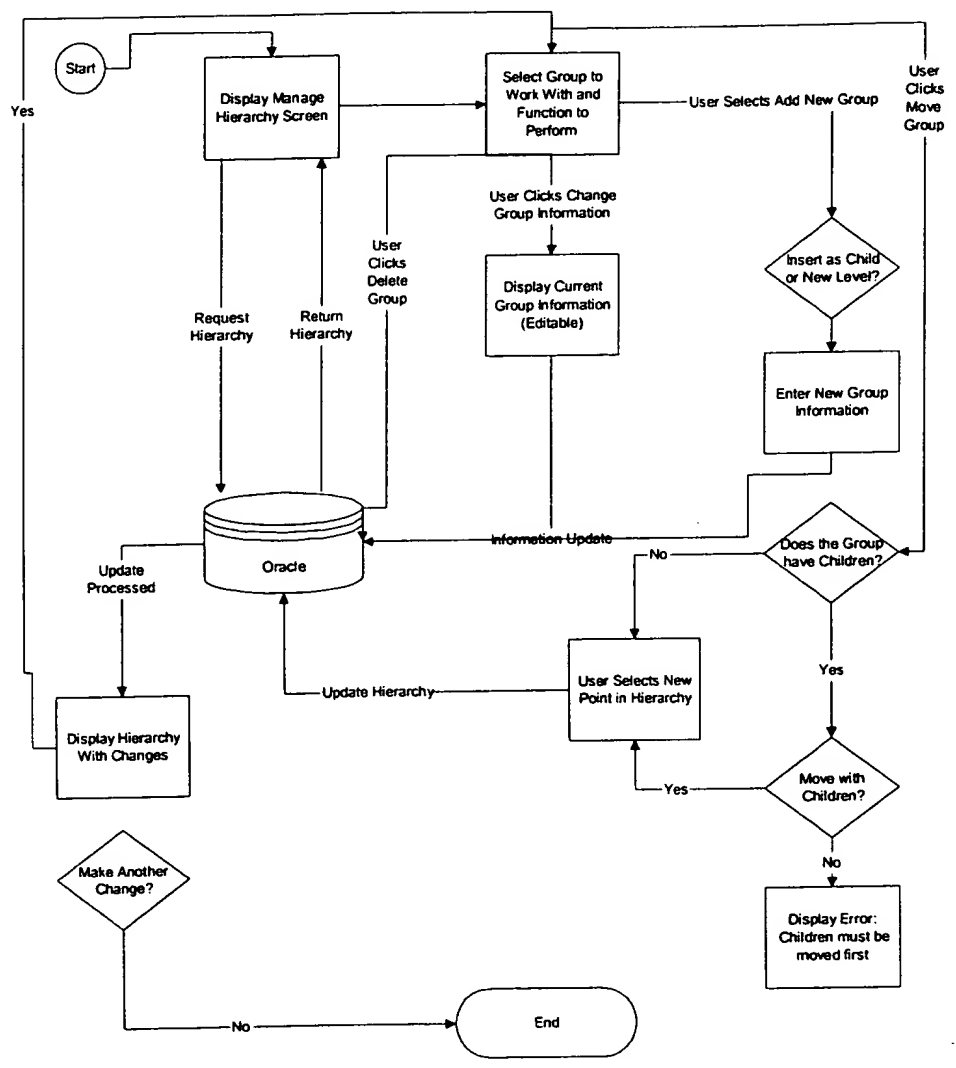 Start
Yes
Display Manage
Hierarchy Screen
Select Group to
Work With and
Function to
Perform
User Selects Add New Group
User
Clicks
Move
Group
User Clicks Change
Group Information
User
Clicks
Delete
Group
Insert as Child
or New Level?
Display Current
Group Information
(Editable)
Request
Hierarchy
Return
Hierarchy
Enter New Group
Information
Information Update
Oracle
Does the Group
have Children?
No
Update
Processed
Yes
User Selects New
Point in Hierarchy
Update Hierarchy
Display Hierarchy
With Changes
Move with
Children?
Yes
No
Make Another
Change?
Display Error:
Children must be
moved first
No
End